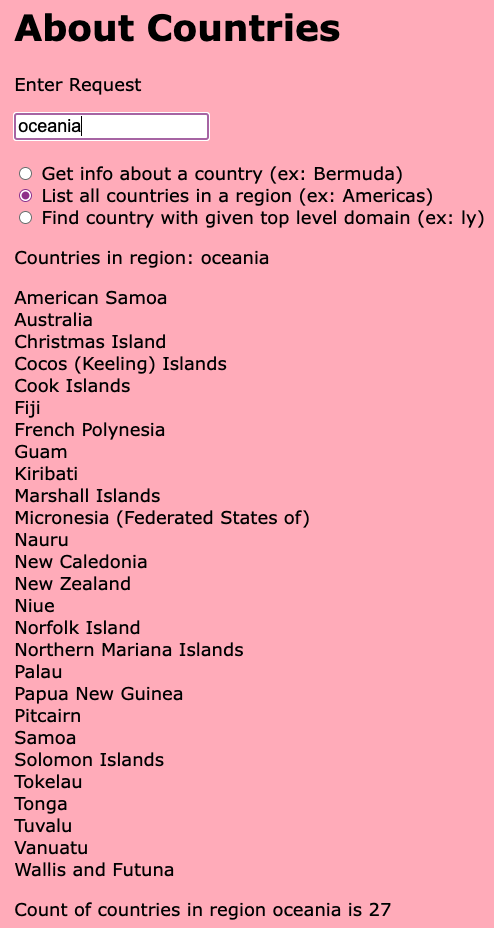 About Countries
Enter Request
oceania
Get info about a country (ex: Bermuda)
List all countries in a region (ex: Americas)
Find country with given top level domain (ex: ly)
Countries in region: oceania
American Samoa
Australia
Christmas Island
Cocos (Keeling) Islands
Cook Islands
Fiji
French Polynesia
Guam
Kiribati
Marshall Islands
Micronesia (Federated States of)
Nauru
New Caledonia
New Zealand
Niue
Norfolk Island
Northern Mariana Islands
Palau
Papua New Guinea
Pitcairn
Samoa
Solomon Islands
Tokelau
Tonga
Tuvalu
Vanuatu
Wallis and Futuna
Count of countries in region oceania is 27